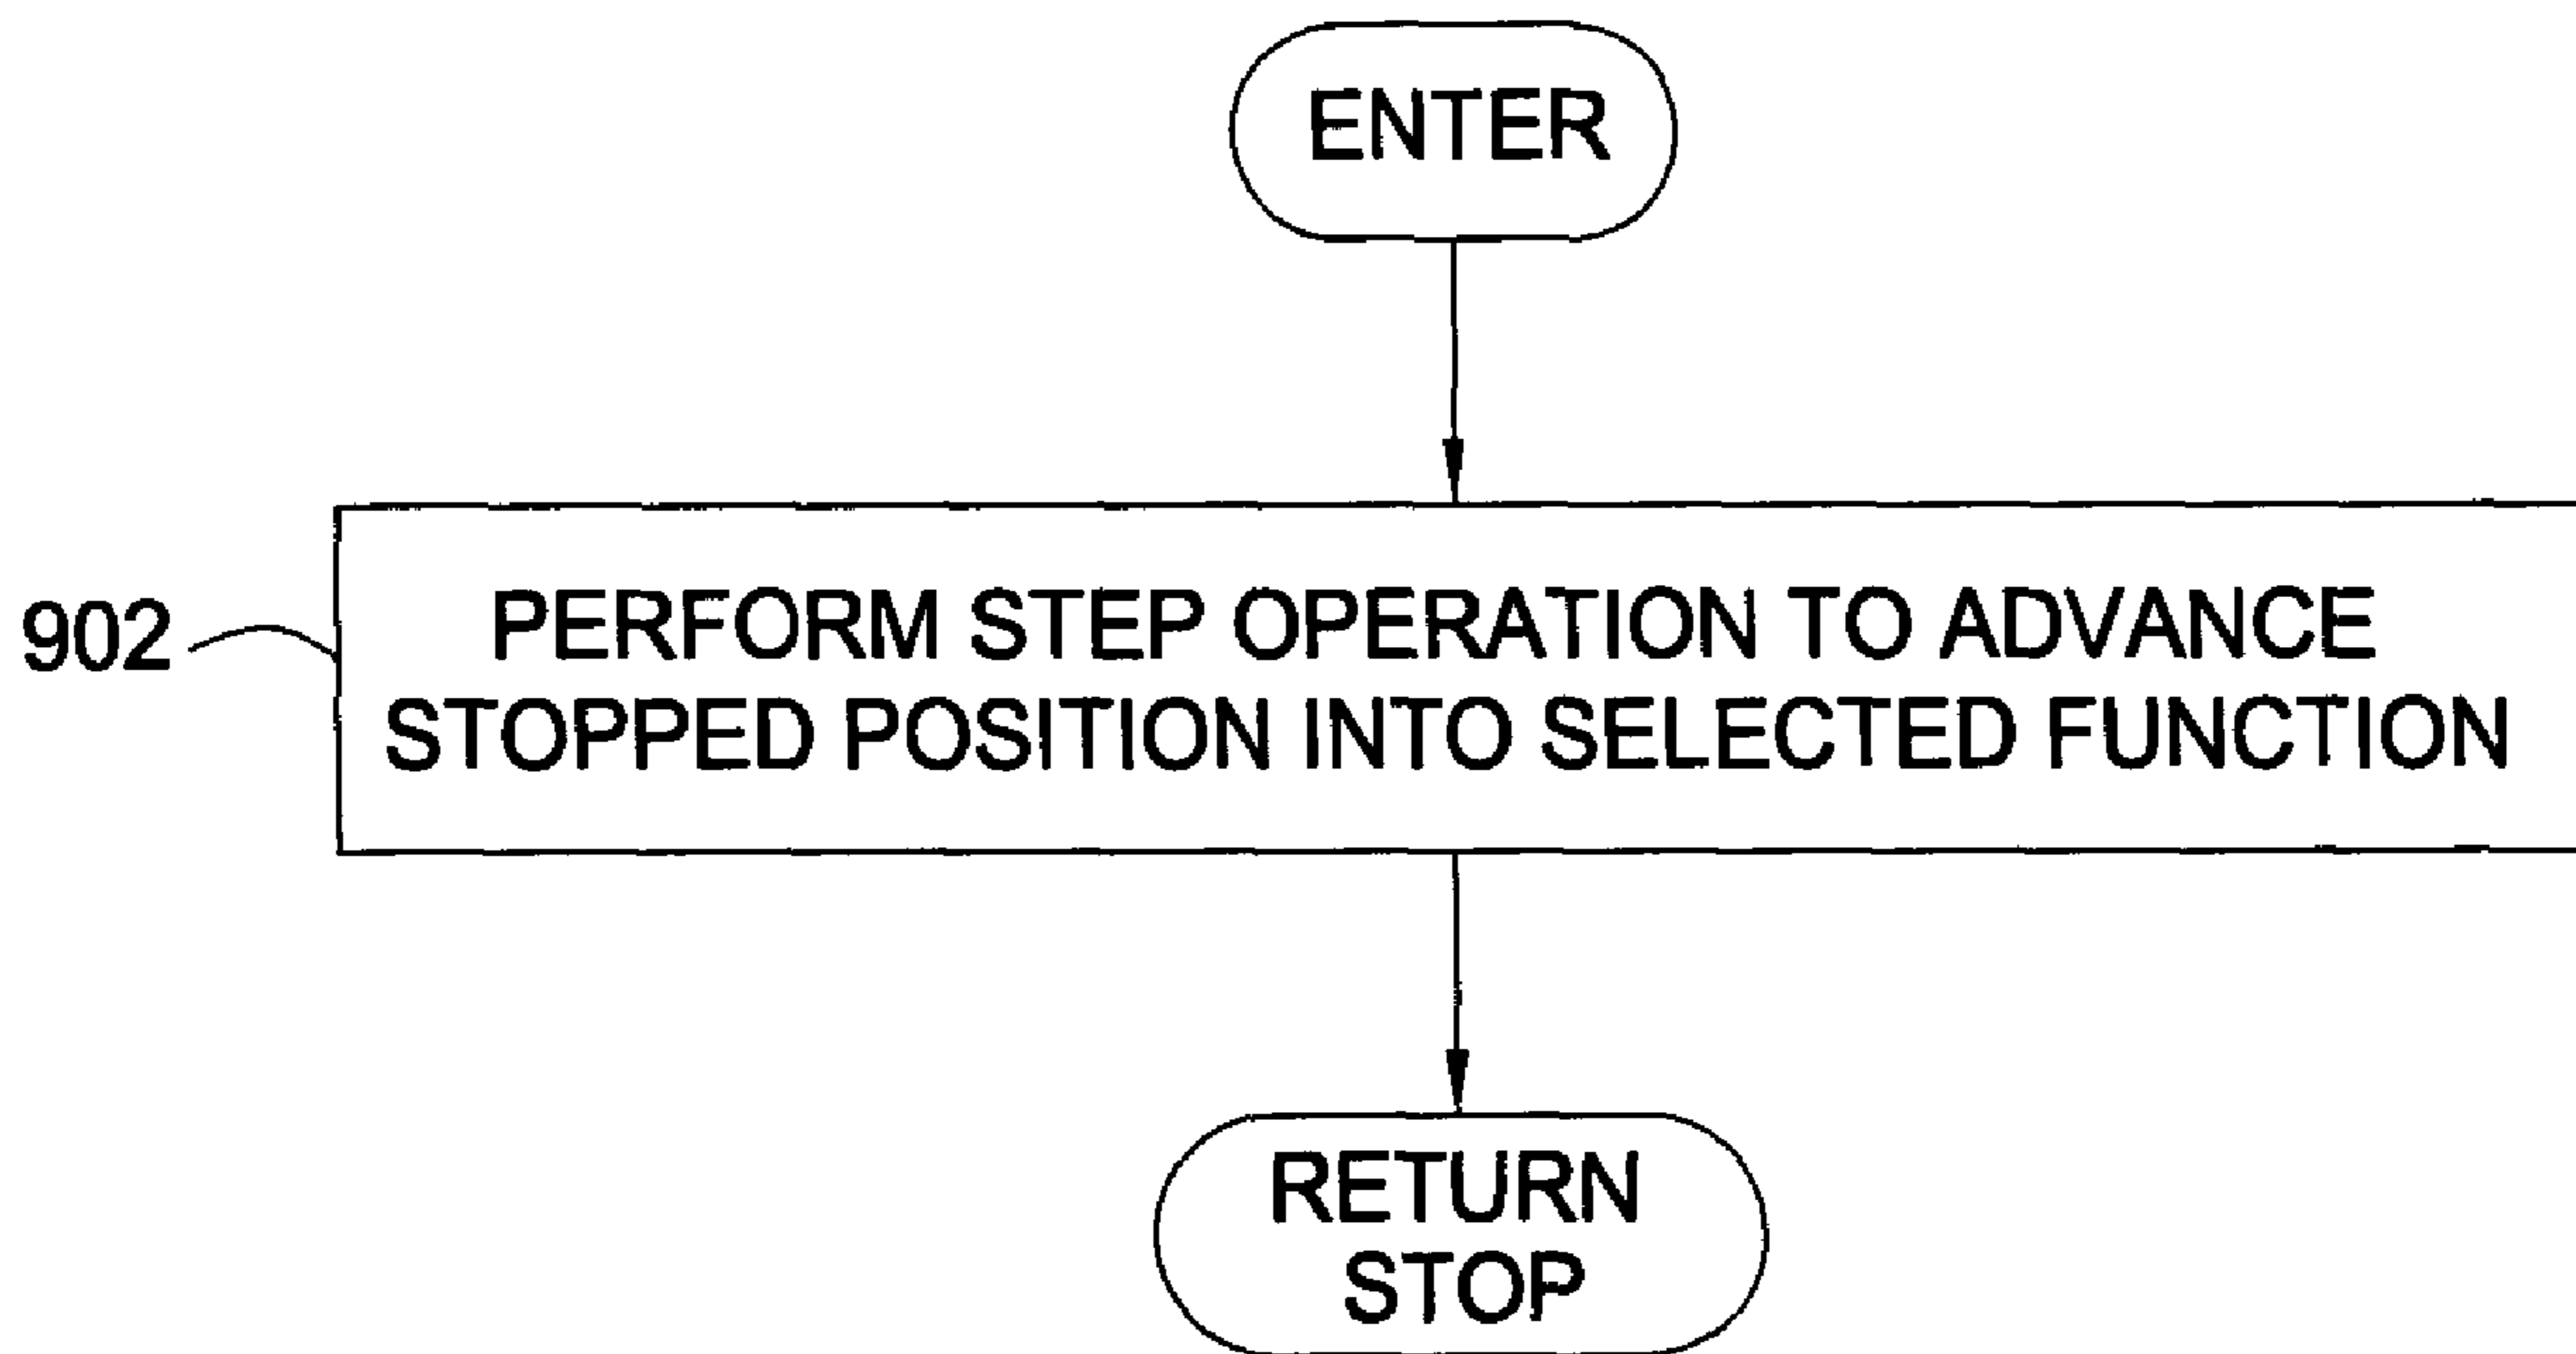 ENTER
902
PERFORM STEP OPERATION TO ADVANCE
STOPPED POSITION INTO SELECTED FUNCTION
RETURN
STOP